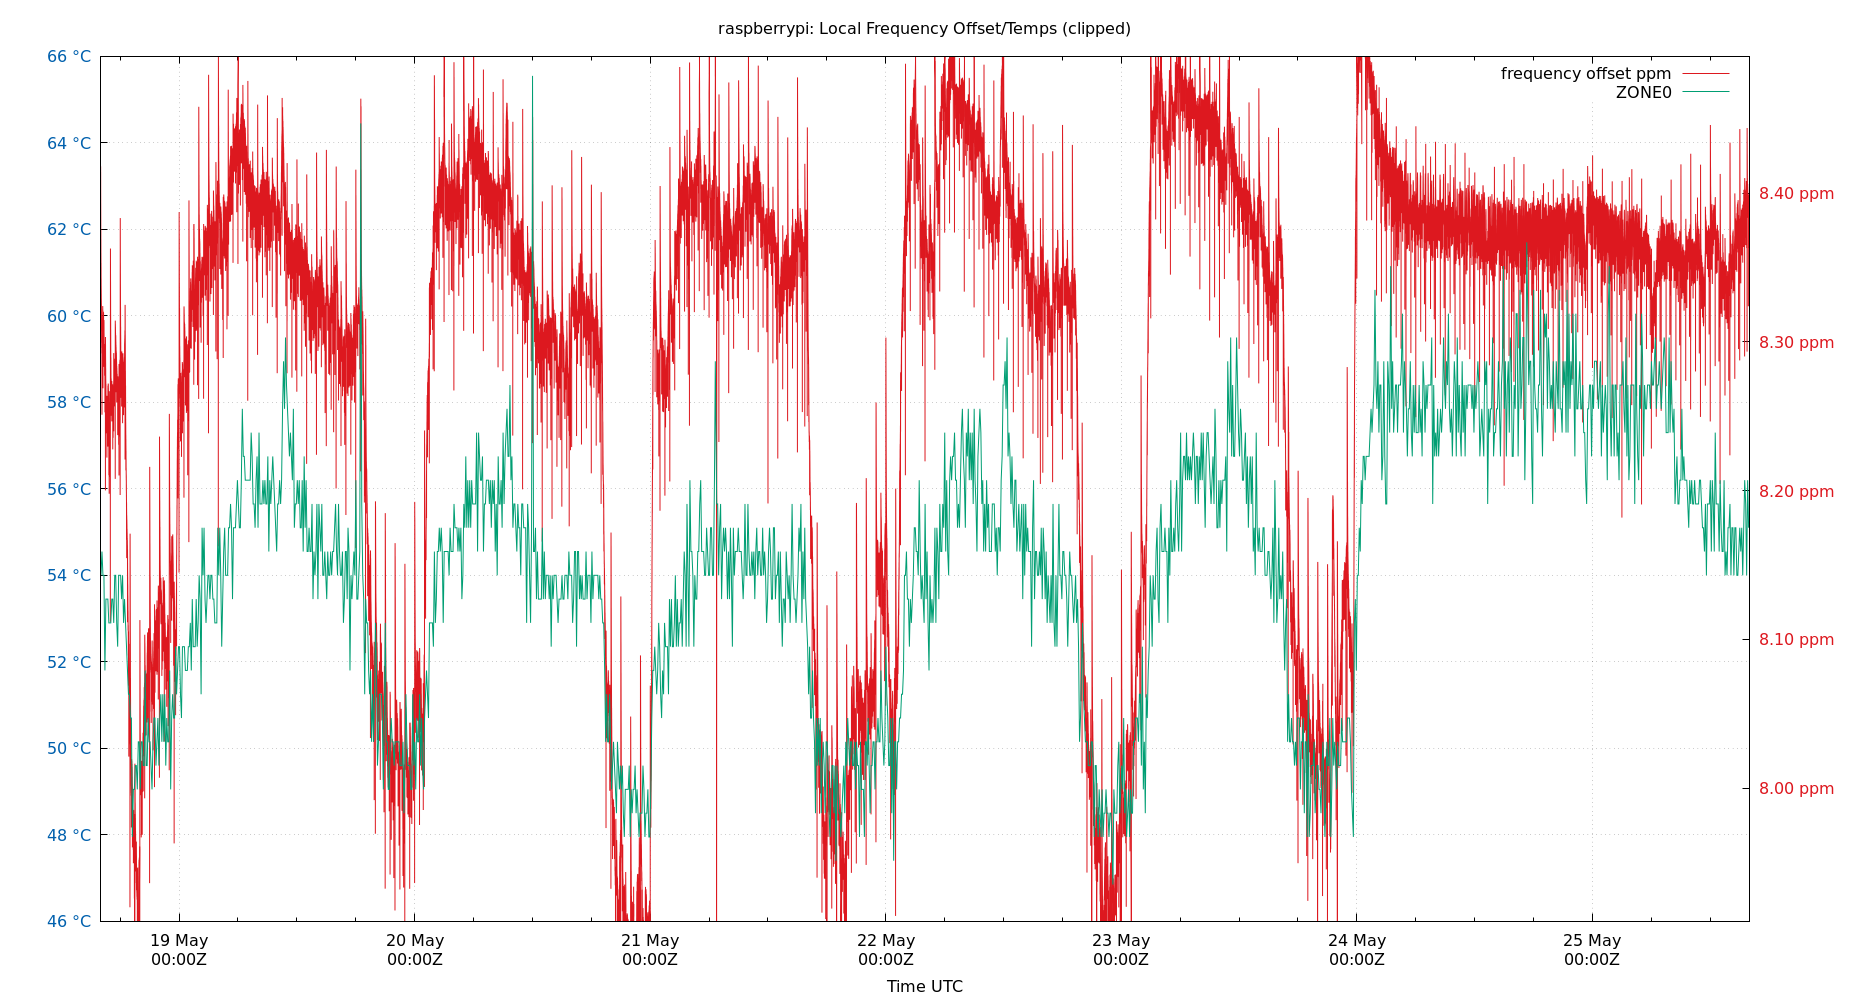 raspberrypi: Local Frequency Offset/Temps (clipped)
frequency offset ppm
ZONE0
66 °C
64 °C
62 °C
60 °C
58 °C
56 °C
54 °C
52 °C
50 °C
48 °C
46 °C
8.40 ppm
8.30 ppm
8.20 ppm
8.10 ppm
8.00 ppm
19 May
00:00Z
20 May
00:00Z
21 May
00:00Z
22 May
00:00Z
23 May
00:00Z
24 May
00:00Z
25 May
00:00Z
Time UTC